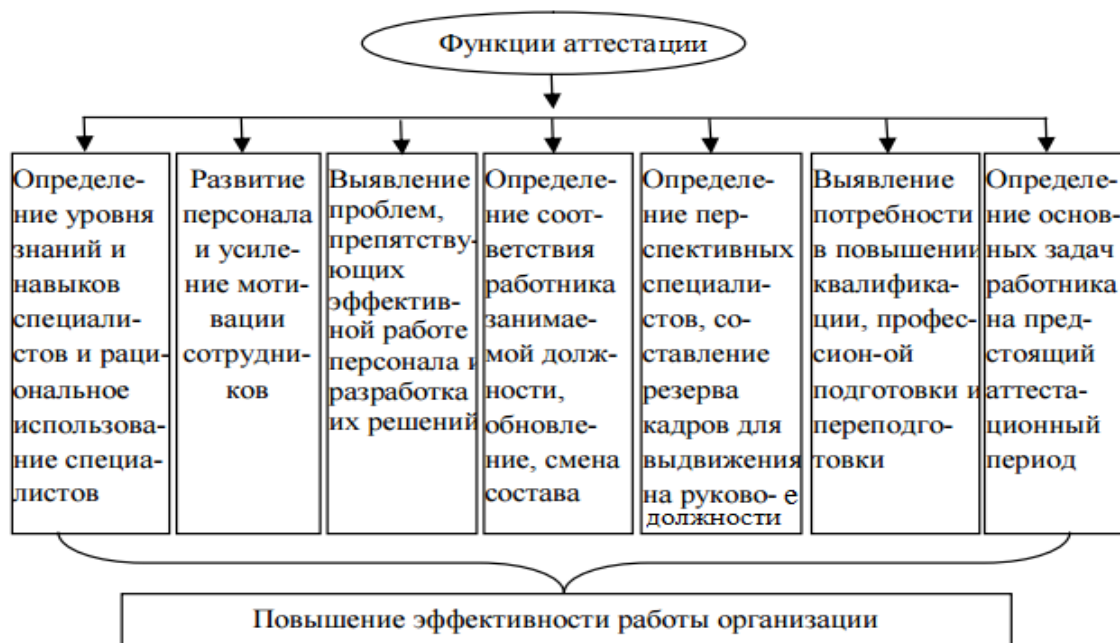 Функции аттестации
Определе-
ние уровня
знаний и
навыков
специали-
стов и раци-
ональное
использова-
ние специа-
листов
Развитие
персонала
и усиле-
ние моти-
вации
сотрудни-
ков
Выявление
проблем,
препятству-
ющих
эффектив-
ной работе
персонала и
разработка
их решений
Определе-
ние соот-
ветствия
работника
занимае-
мой долж-
ности,
обновле-
ние, смена
состава
Определе-
ние пер-
спективных
специали-
стов, со-
ставление
резерва
кадров для
выдвижения
на руково- е
должности
Выявление
потребности
в повышении
квалифика-
ции, профес-
сион-ой
подготовки и
переподго-
товки
Определе-
ние основ-
ных задач
работника
на пред-
стоящий
аттеста-
ционный
период
Повышение эффективности работы организации